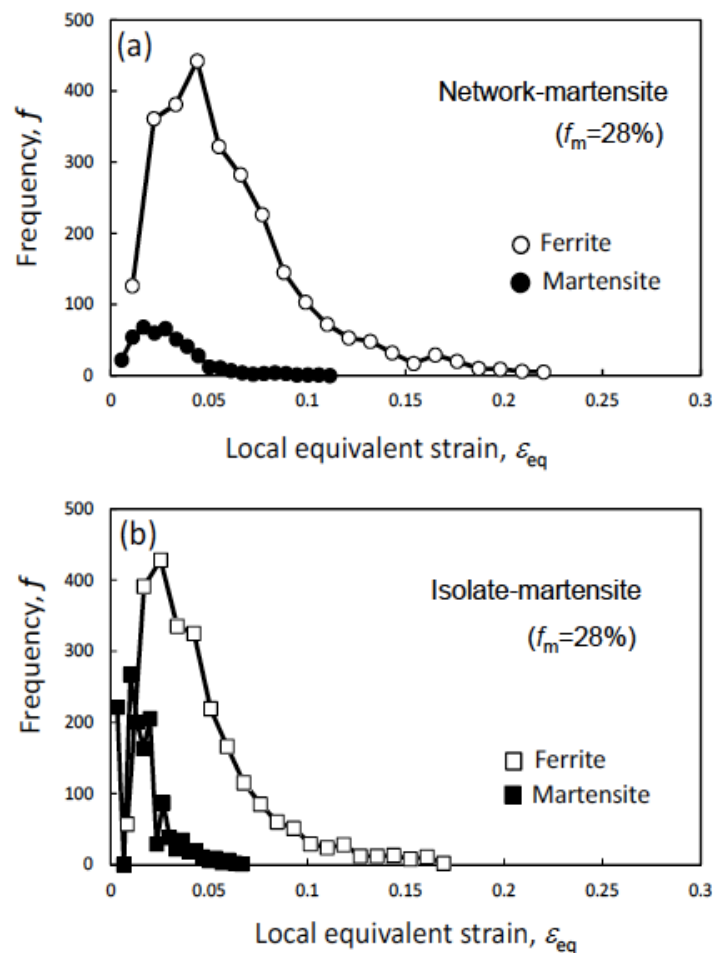 (a)
Network-martensite
(fm=28%)
Ferrite
Martensite
Frequency, f
500
400
300
200
100
0
0 0.05 0.1 0.15 0.2 0.25 0.3
Local equivalent strain, εeq
(b)
Isolate-martensite
(fm=28%)
Ferrite
Martensite
Frequency, f
500
400
300
200
100
0
0 0.05 0.1 0.15 0.2 0.25 0.3
Local equivalent strain, εeq